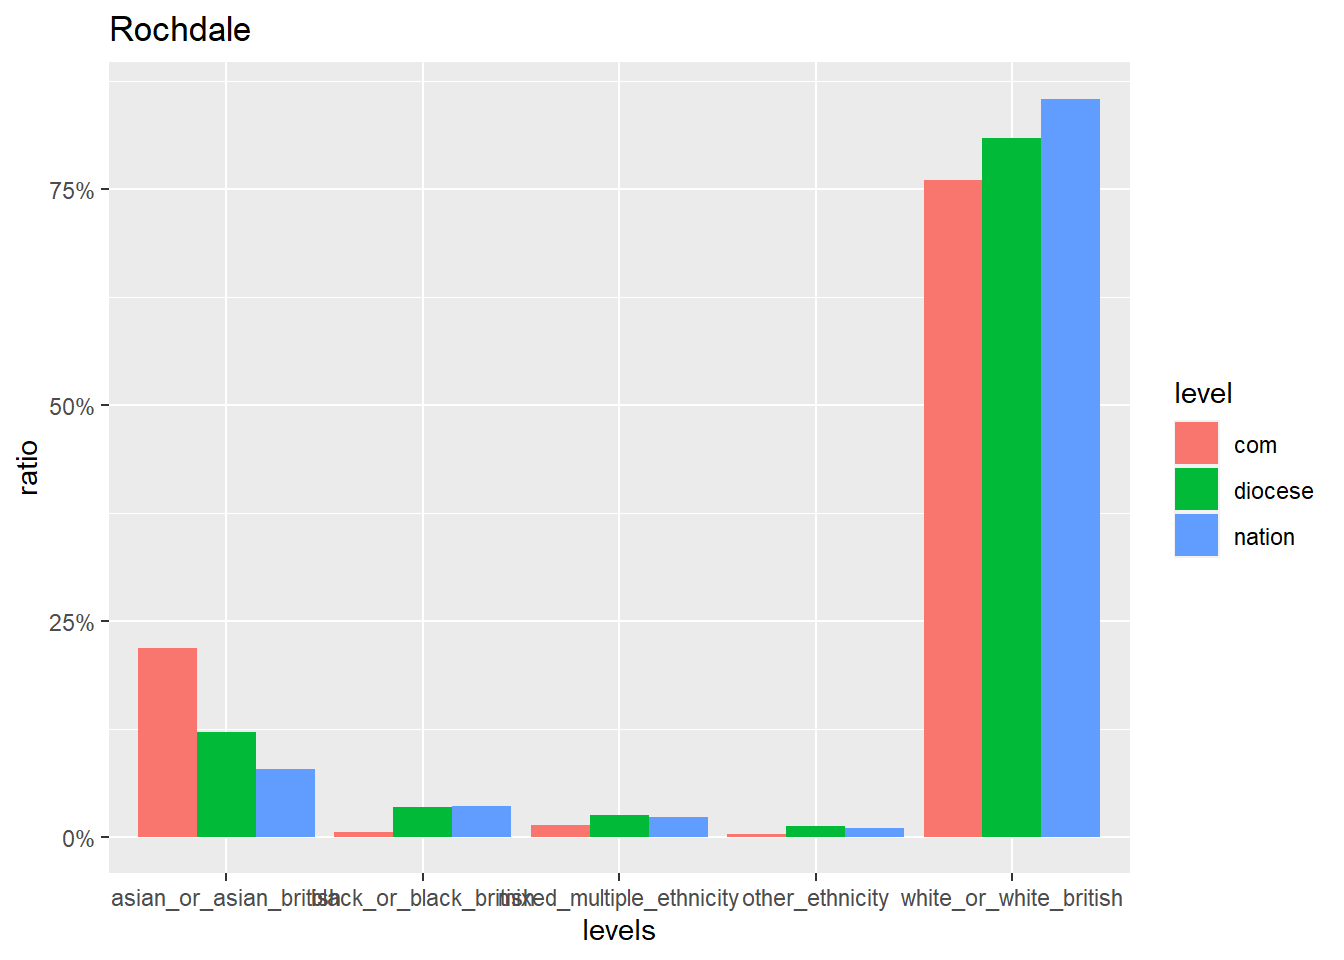 Rochdale
75%
50%
25%
0%
ratio
asian_or_asian_british black_or_black_british mixed_multiple_ethnicity other_ethnicity white_or_white_british
levels
level
com
diocese
nation